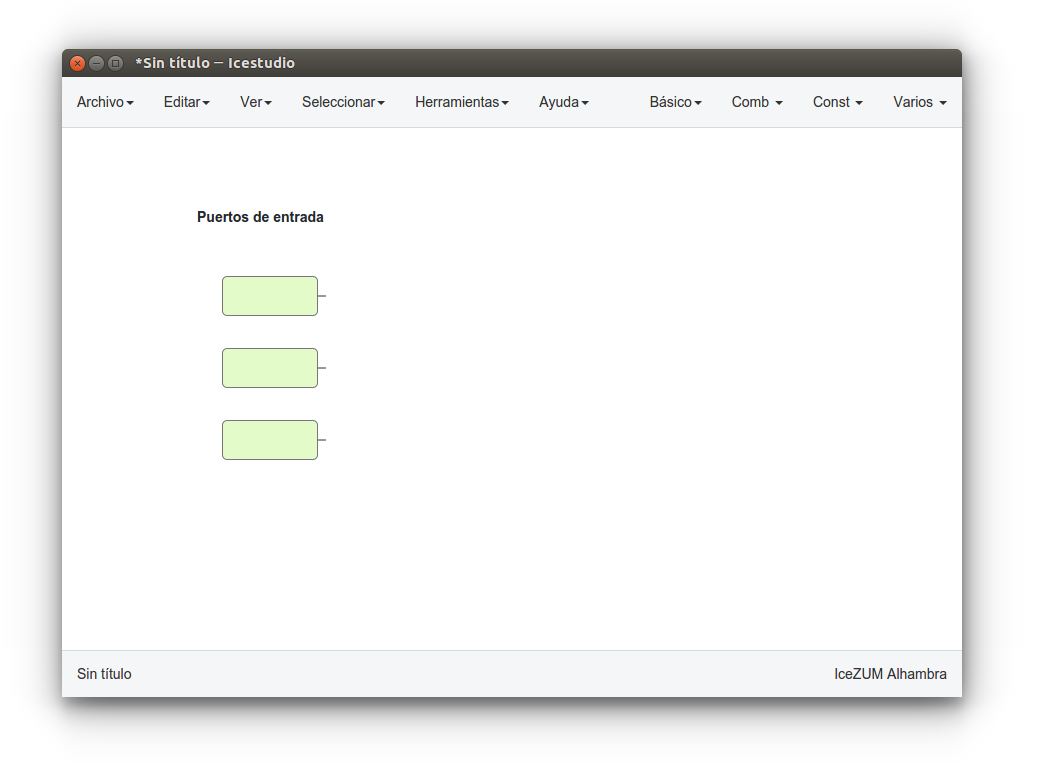 *Sin título – Icestudio
Archivo Editar Ver Seleccionar Herramientas Ayuda Básico Comb Const Varios
Puertos de entrada
Sin título IceZUM Alhambra